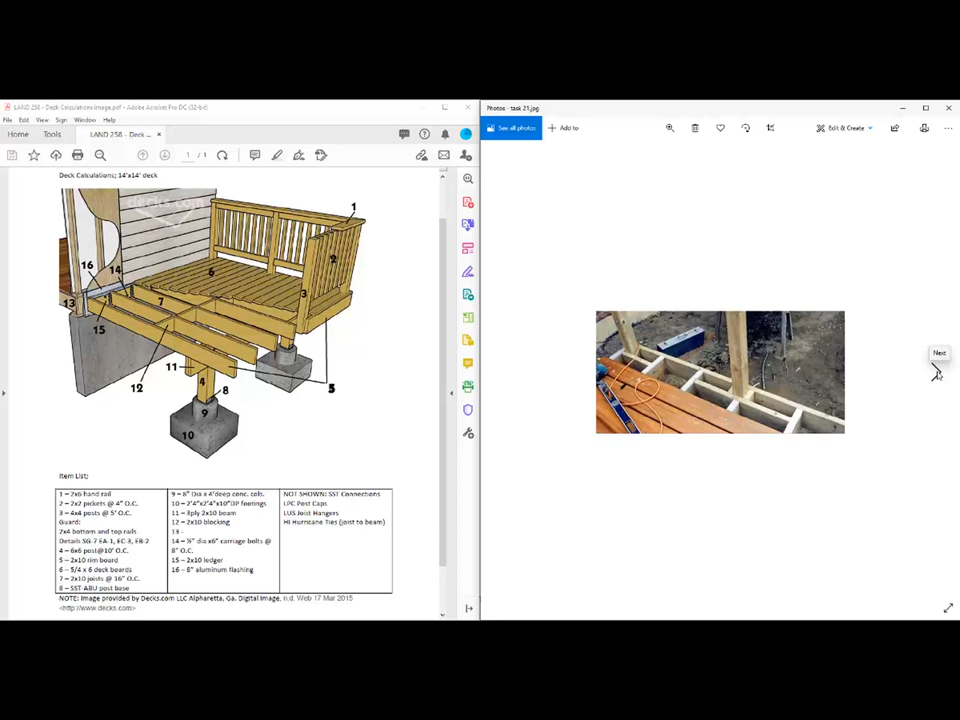 LAND 258 - Deck Calculations Image.pdf - Adobe Acrobat Pro DC (32-bit)
File Edit View Sign Window Help
Home Tools LAND 258 - Deck ... ×
1 / 1
Deck Calculations; 14'x14' deck
decks.com
1
2
3
4
5
6
7
8
9
10
11
12
13
14
15
16
Item List;
1 – 2x6 hand rail
2 – 2x2 pickets @ 4" O.C.
3 – 4x4 posts @ 5' O.C.
Guard:
2x4 bottom and top rails
Details SG-7 EA-1, EC-3, EB-2
4 – 6x6 post@10' O.C.
5 – 2x10 rim board
6 – 5/4 x 6 deck boards
7 – 2x10 joists @ 16" O.C.
8 – SST-ABU post base
9 – 8" Dia x 4'deep conc. cols.
10 – 2'4"x2'4"x10"DP footings
11 – 3ply 2x10 beam
12 – 2x10 blocking
13 -
14 – ½" dia x6" carriage bolts @
8" O.C.
15 – 2x10 ledger
16 – 8" aluminum flashing
NOT SHOWN: SST Connections
LPC Post Caps
LUS Joist Hangers
HI Hurricane Ties (joist to beam)
NOTE: Image provided by Decks.com LLC Alpharetta, Ga. Digital Image, n.d. Web 17 Mar 2015
<http://www.decks.com>
Photos - task 21.jpg
See all photos + Add to Edit & Create
Next